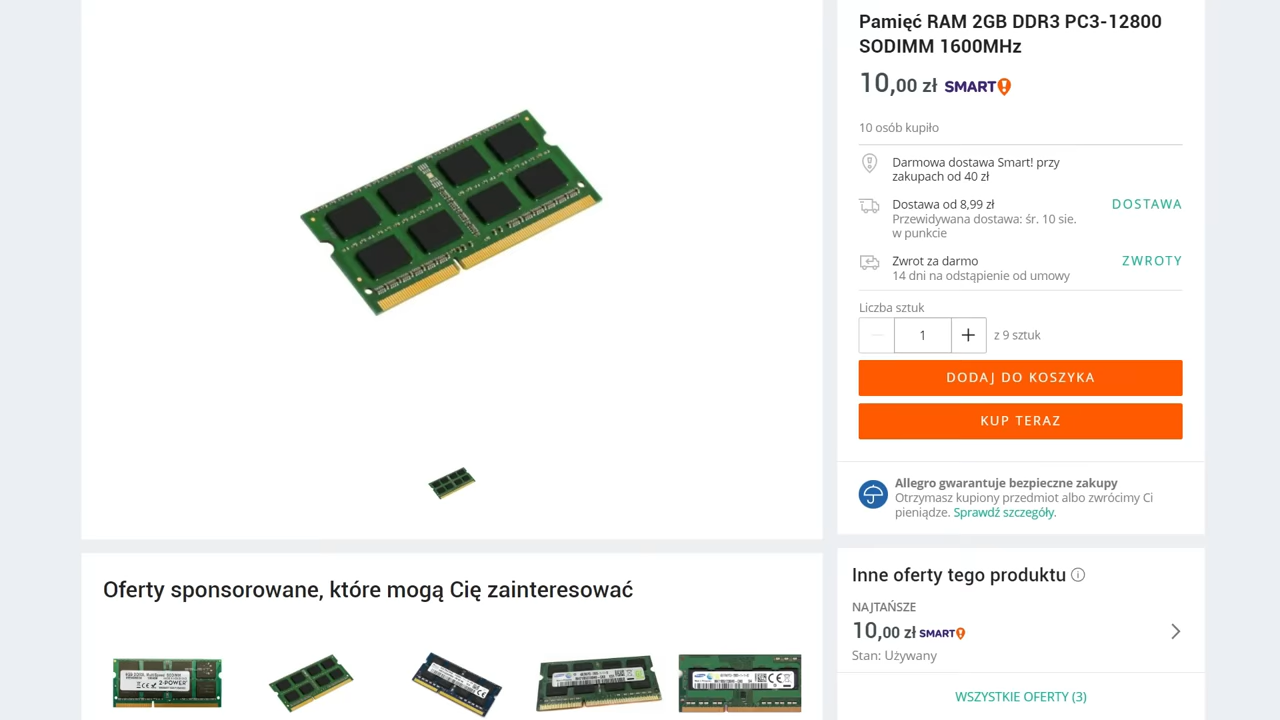 Pamięć RAM 2GB DDR3 PC3-12800
SODIMM 1600MHz
10,00 zł SMART!
10 osób kupiło
Darmowa dostawa Smart! przy
zakupach od 40 zł
Dostawa od 8,99 zł
DOSTAWA
Przewidywana dostawa: śr. 10 sie.
w punkcie
Zwrot za darmo
ZWROTY
14 dni na odstąpienie od umowy
Liczba sztuk
1
z 9 sztuk
DODAJ DO KOSZYKA
KUP TERAZ
Allegro gwarantuje bezpieczne zakupy
Otrzymasz kupiony przedmiot albo zwrócimy Ci
pieniądze. Sprawdź szczegóły.
Oferty sponsorowane, które mogą Cię zainteresować
2-POWER
Inne oferty tego produktu
NAJTAŃSZE
10,00 zł SMART!
Stan: Używany
WSZYSTKIE OFERTY (3)